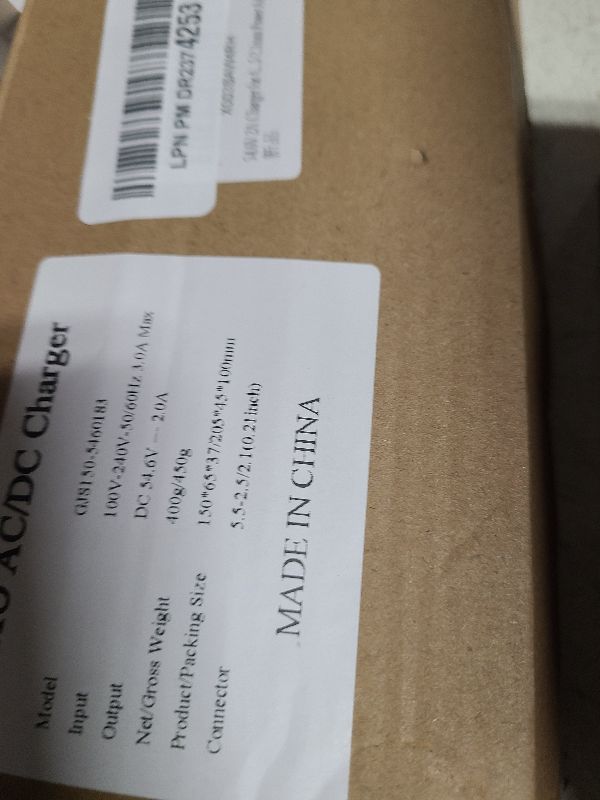 LPN PM DR2374253
AC/DC Charger
Model GJS150-5460183
Input 100V-240V-50/60Hz 3.0A Max
Output DC 54.6V --- 2.0A
Net/Gross Weight 400g/450g
Product/Packing Size 150*65*37/205*45*100mm
Connector 5.5-2.5/2.1(0.21inch)
MADE IN CHINA